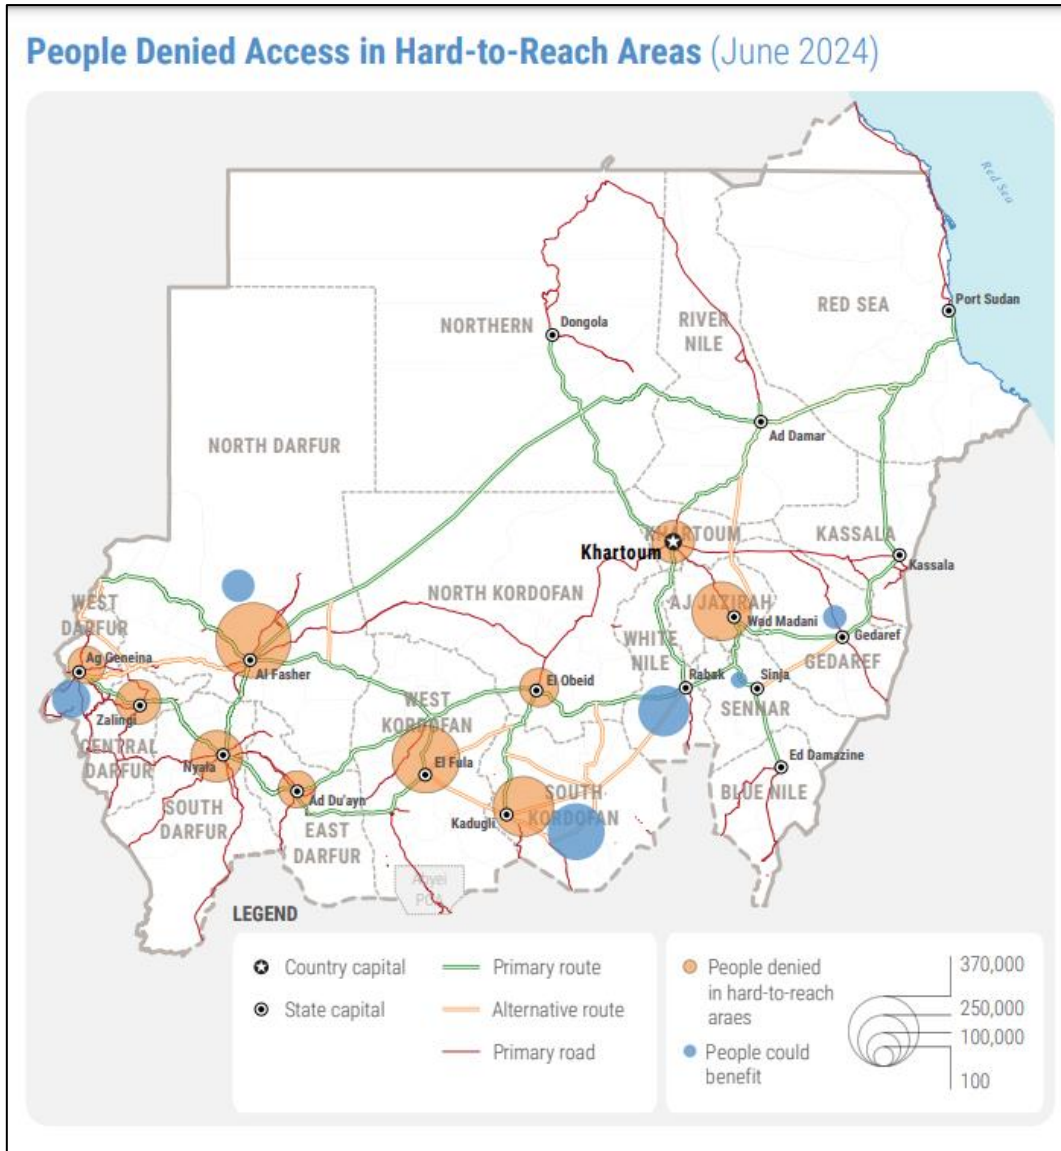 People Denied Access in Hard-to-Reach Areas (June 2024)
Red Sea
Port Sudan
RED SEA
NORTHERN
Dongola
RIVER
NILE
Ad Damar
NORTH DARFUR
KHARTOUM
Khartoum
KASSALA
Kassala
NORTH KORDOFAN
WEST
DARFUR
AJ JAZIRAH
Wad Madani
Gedaref
GEDAREF
WHITE
NILE
Ag Geneina
Al Fasher
El Obeid
Rabak
Sinja
SENNAR
WEST
KORDOFAN
Zalingi
CENTRAL
DARFUR
Nyala
El Fula
Ed Damazine
BLUE NILE
Ad Du'ayn
SOUTH
KORDOFAN
Kadugli
SOUTH
DARFUR
EAST
DARFUR
Abyei
PCA
LEGEND
Country capital
State capital
Primary route
Alternative route
Primary road
People denied
in hard-to-reach
araes
People could
benefit
370,000
250,000
100,000
100